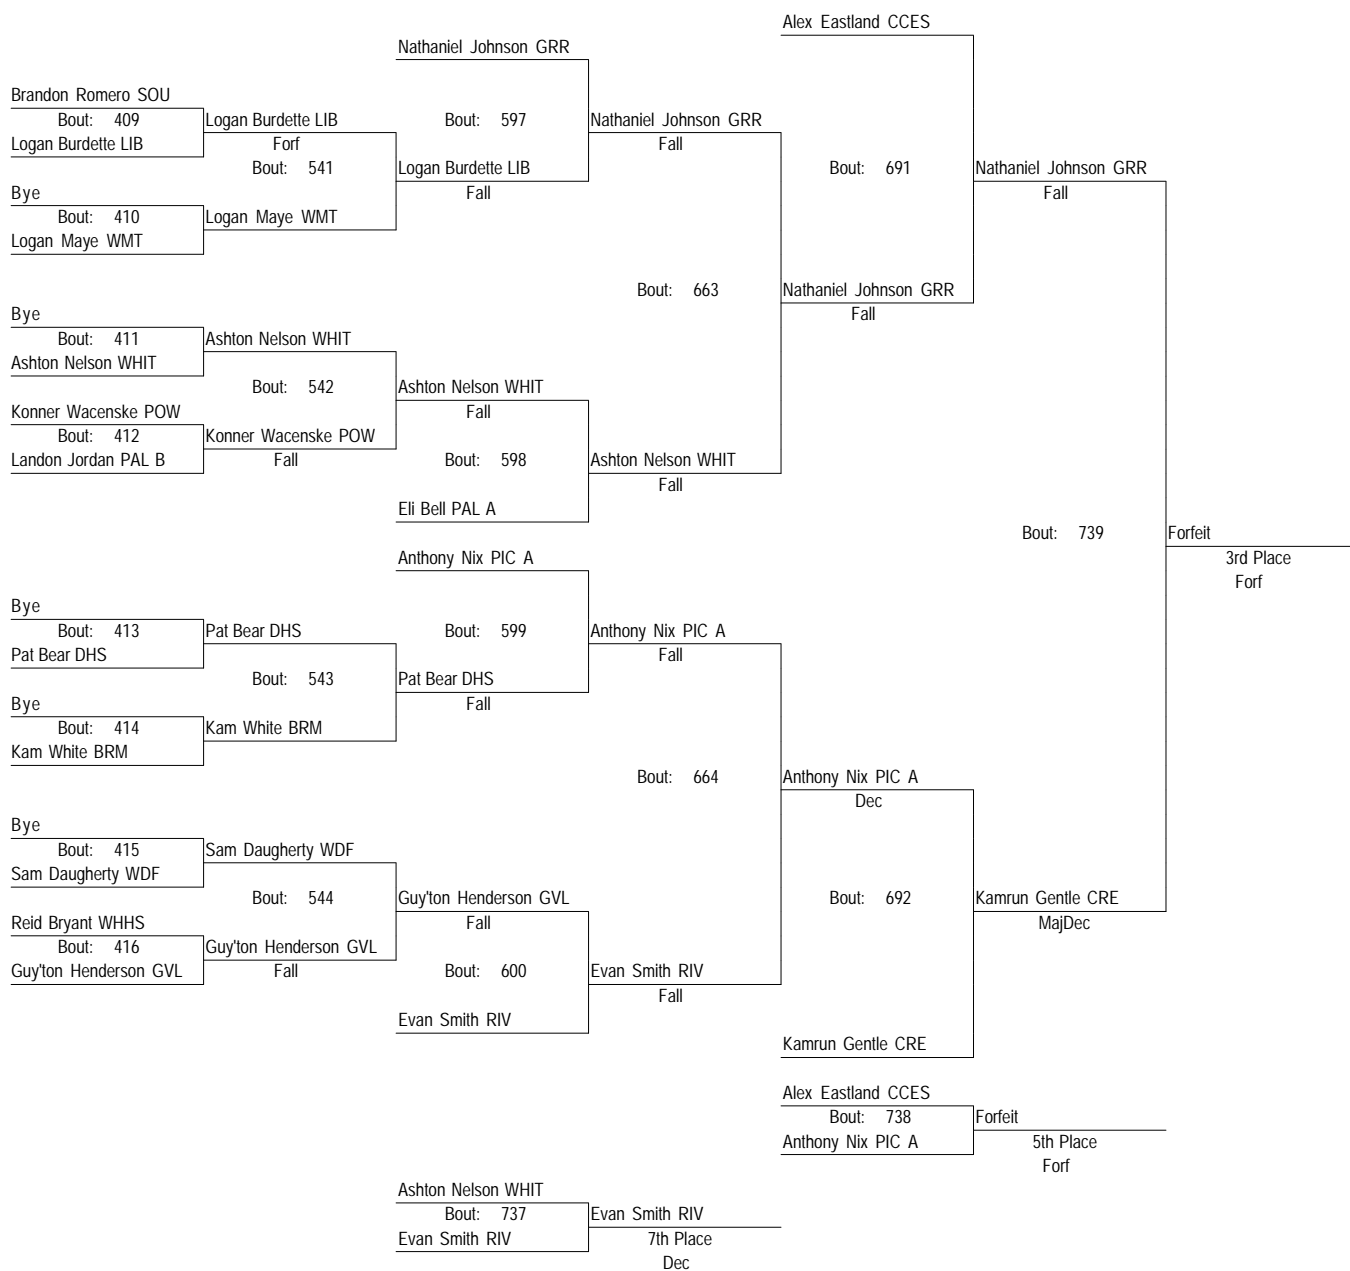 Alex Eastland CCES
Nathaniel Johnson GRR
Brandon Romero SOU
Bout: 409
Logan Burdette LIB
Logan Burdette LIB
Forf
Bout: 597
Nathaniel Johnson GRR
Fall
Bout: 541
Logan Burdette LIB
Fall
Bout: 691
Nathaniel Johnson GRR
Fall
Bye
Bout: 410
Logan Maye WMT
Logan Maye WMT
Bout: 663
Nathaniel Johnson GRR
Fall
Bye
Bout: 411
Ashton Nelson WHIT
Ashton Nelson WHIT
Bout: 542
Ashton Nelson WHIT
Fall
Konner Wacenske POW
Bout: 412
Landon Jordan PAL B
Konner Wacenske POW
Fall
Bout: 598
Ashton Nelson WHIT
Fall
Eli Bell PAL A
Bout: 739
Forfeit
3rd Place
Forf
Anthony Nix PIC A
Bye
Bout: 413
Pat Bear DHS
Pat Bear DHS
Bout: 599
Anthony Nix PIC A
Fall
Bout: 543
Pat Bear DHS
Fall
Bye
Bout: 414
Kam White BRM
Kam White BRM
Bout: 664
Anthony Nix PIC A
Dec
Bye
Bout: 415
Sam Daugherty WDF
Sam Daugherty WDF
Bout: 544
Guy'ton Henderson GVL
Fall
Bout: 692
Kamrun Gentle CRE
MajDec
Reid Bryant WHHS
Bout: 416
Guy'ton Henderson GVL
Guy'ton Henderson GVL
Fall
Bout: 600
Evan Smith RIV
Fall
Evan Smith RIV
Kamrun Gentle CRE
Alex Eastland CCES
Bout: 738
Anthony Nix PIC A
Forfeit
5th Place
Forf
Ashton Nelson WHIT
Bout: 737
Evan Smith RIV
Evan Smith RIV
7th Place
Dec